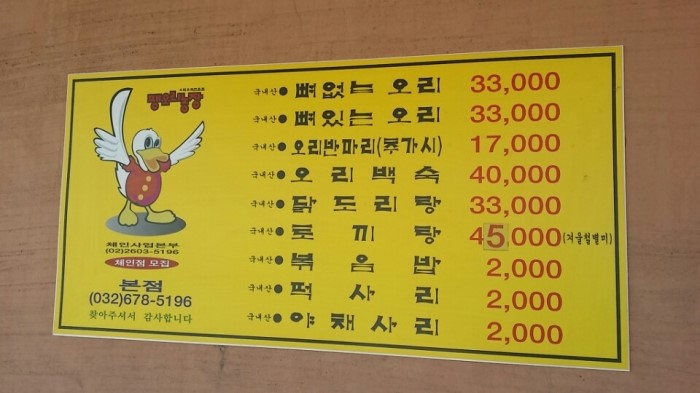 체인사업본부
(02)2603-5196
체인점 모집
본점
(032)678-5196
찾아주셔서 감사합니다
국내산 ● 뼈없는 오리 33,000
국내산 ● 뼈있는 오리 33,000
국내산 ● 오리반마리(추가시) 17,000
국내산 ● 오리백숙 40,000
국내산 ● 닭도리탕 33,000
국내산 ● 토끼탕 45,000 (겨울철별미)
국내산 ● 볶음밥 2,000
국내산 ● 떡사리 2,000
국내산 ● 야채사리 2,000